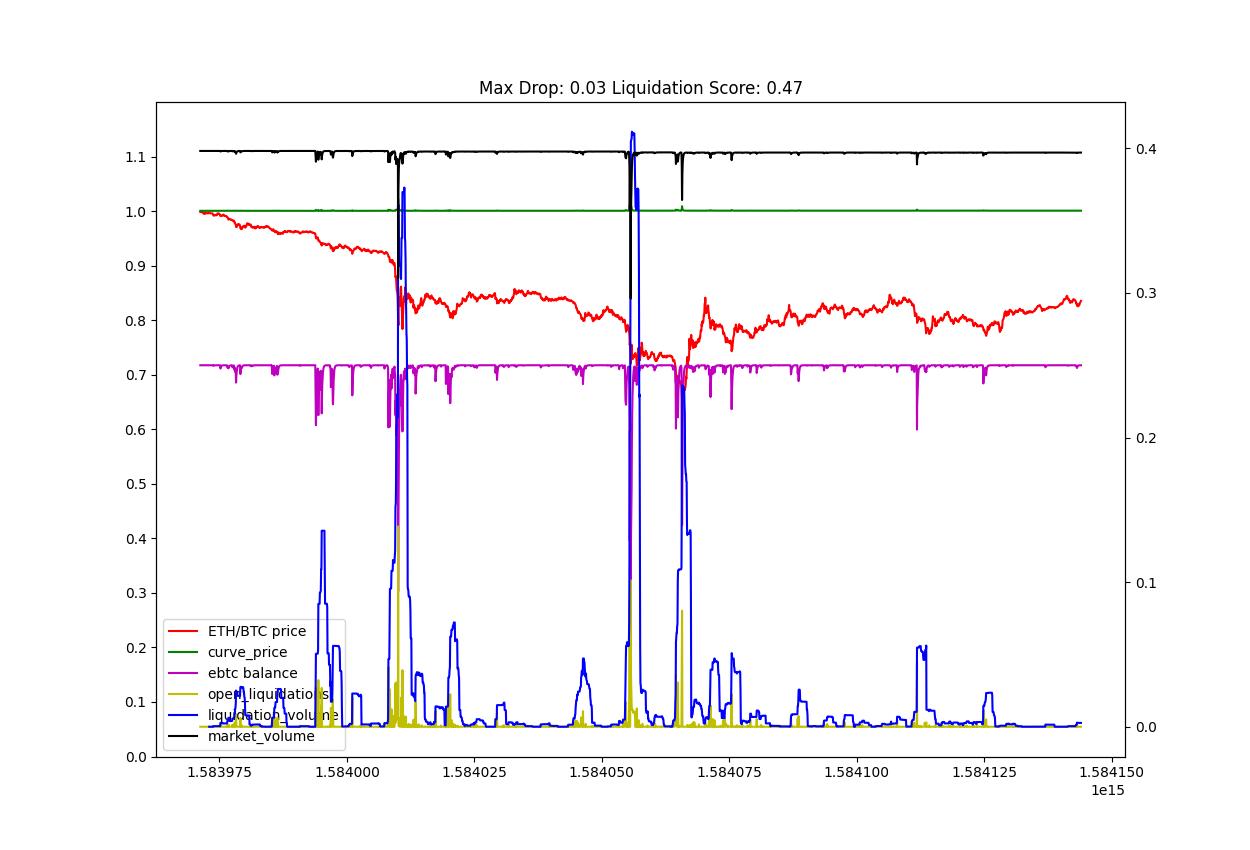 Max Drop: 0.03 Liquidation Score: 0.47
1.1
1.0
0.9
0.8
0.7
0.6
0.5
0.4
0.3
0.2
0.1
0.0
0.4
0.3
0.2
0.1
0.0
ETH/BTC price
curve_price
ebtc balance
open_liquidations
liquidation_volume
market_volume
1.583975 1.584000 1.584025 1.584050 1.584075 1.584100 1.584125 1.584150
1e15